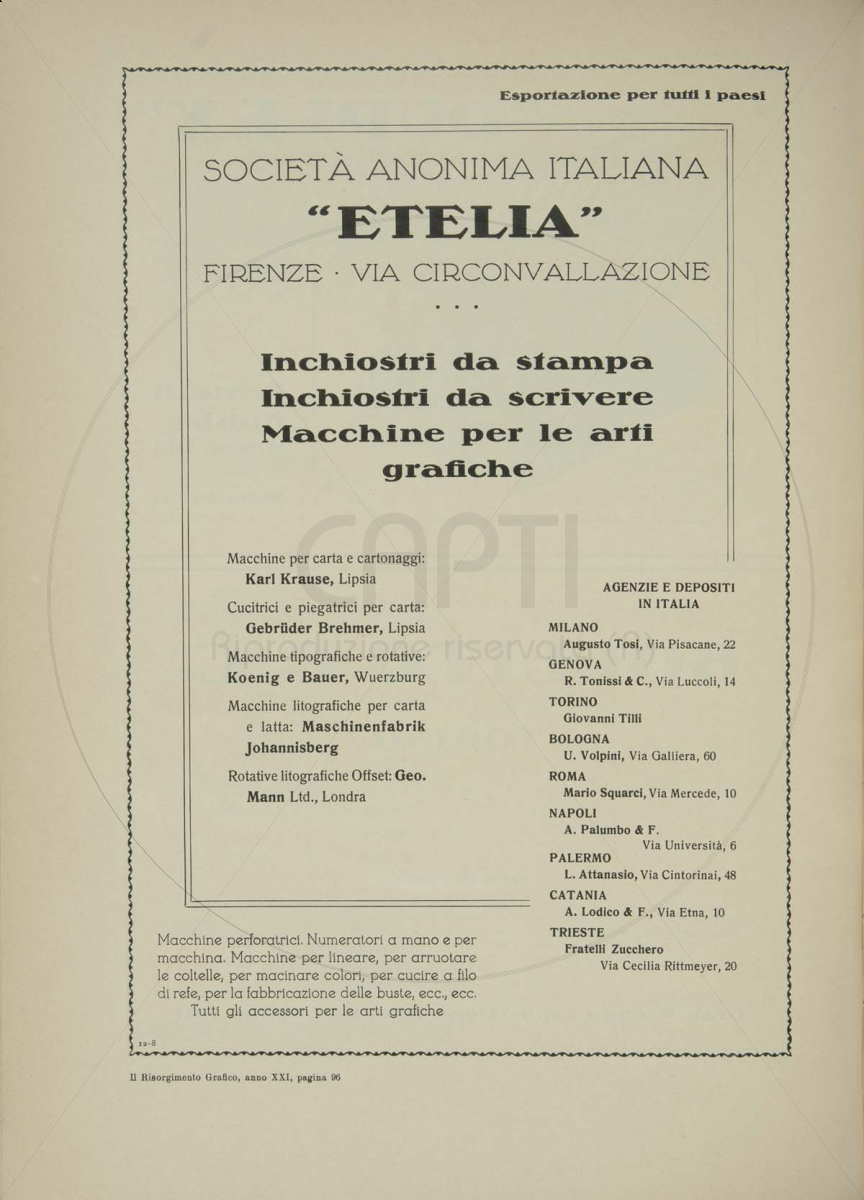 Esportazione per tutti i paesi
SOCIETÀ ANONIMA ITALIANA
“ETELIA”
FIRENZE · VIA CIRCONVALLAZIONE
· · ·
Inchiostri da stampa
Inchiostri da scrivere
Macchine per le arti
grafiche
Macchine per carta e cartonaggi:
Karl Krause, Lipsia
Cucitrici e piegatrici per carta:
Gebrüder Brehmer, Lipsia
Macchine tipografiche e rotative:
Koenig e Bauer, Wuerzburg
Macchine litografiche per carta
e latta: Maschinenfabrik
Johannisberg
Rotative litografiche Offset: Geo.
Mann Ltd., Londra
AGENZIE E DEPOSITI
IN ITALIA
MILANO
Augusto Tosi, Via Pisacane, 22
GENOVA
R. Tonissi & C., Via Luccoli, 14
TORINO
Giovanni Tilli
BOLOGNA
U. Volpini, Via Galliera, 60
ROMA
Mario Squarci, Via Mercede, 10
NAPOLI
A. Palumbo & F.
Via Università, 6
PALERMO
L. Attanasio, Via Cintorinai, 48
CATANIA
A. Lodico & F., Via Etna, 10
TRIESTE
Fratelli Zucchero
Via Cecilia Rittmeyer, 20
Macchine perforatrici. Numeratori a mano e per
macchina. Macchine per lineare, per arruotare
le coltelle, per macinare colori, per cucire a filo
di refe, per la fabbricazione delle buste, ecc., ecc.
Tutti gli accessori per le arti grafiche
12-8
Il Risorgimento Grafico, anno XXI, pagina 96
CAPTI
Riproduzione riservata